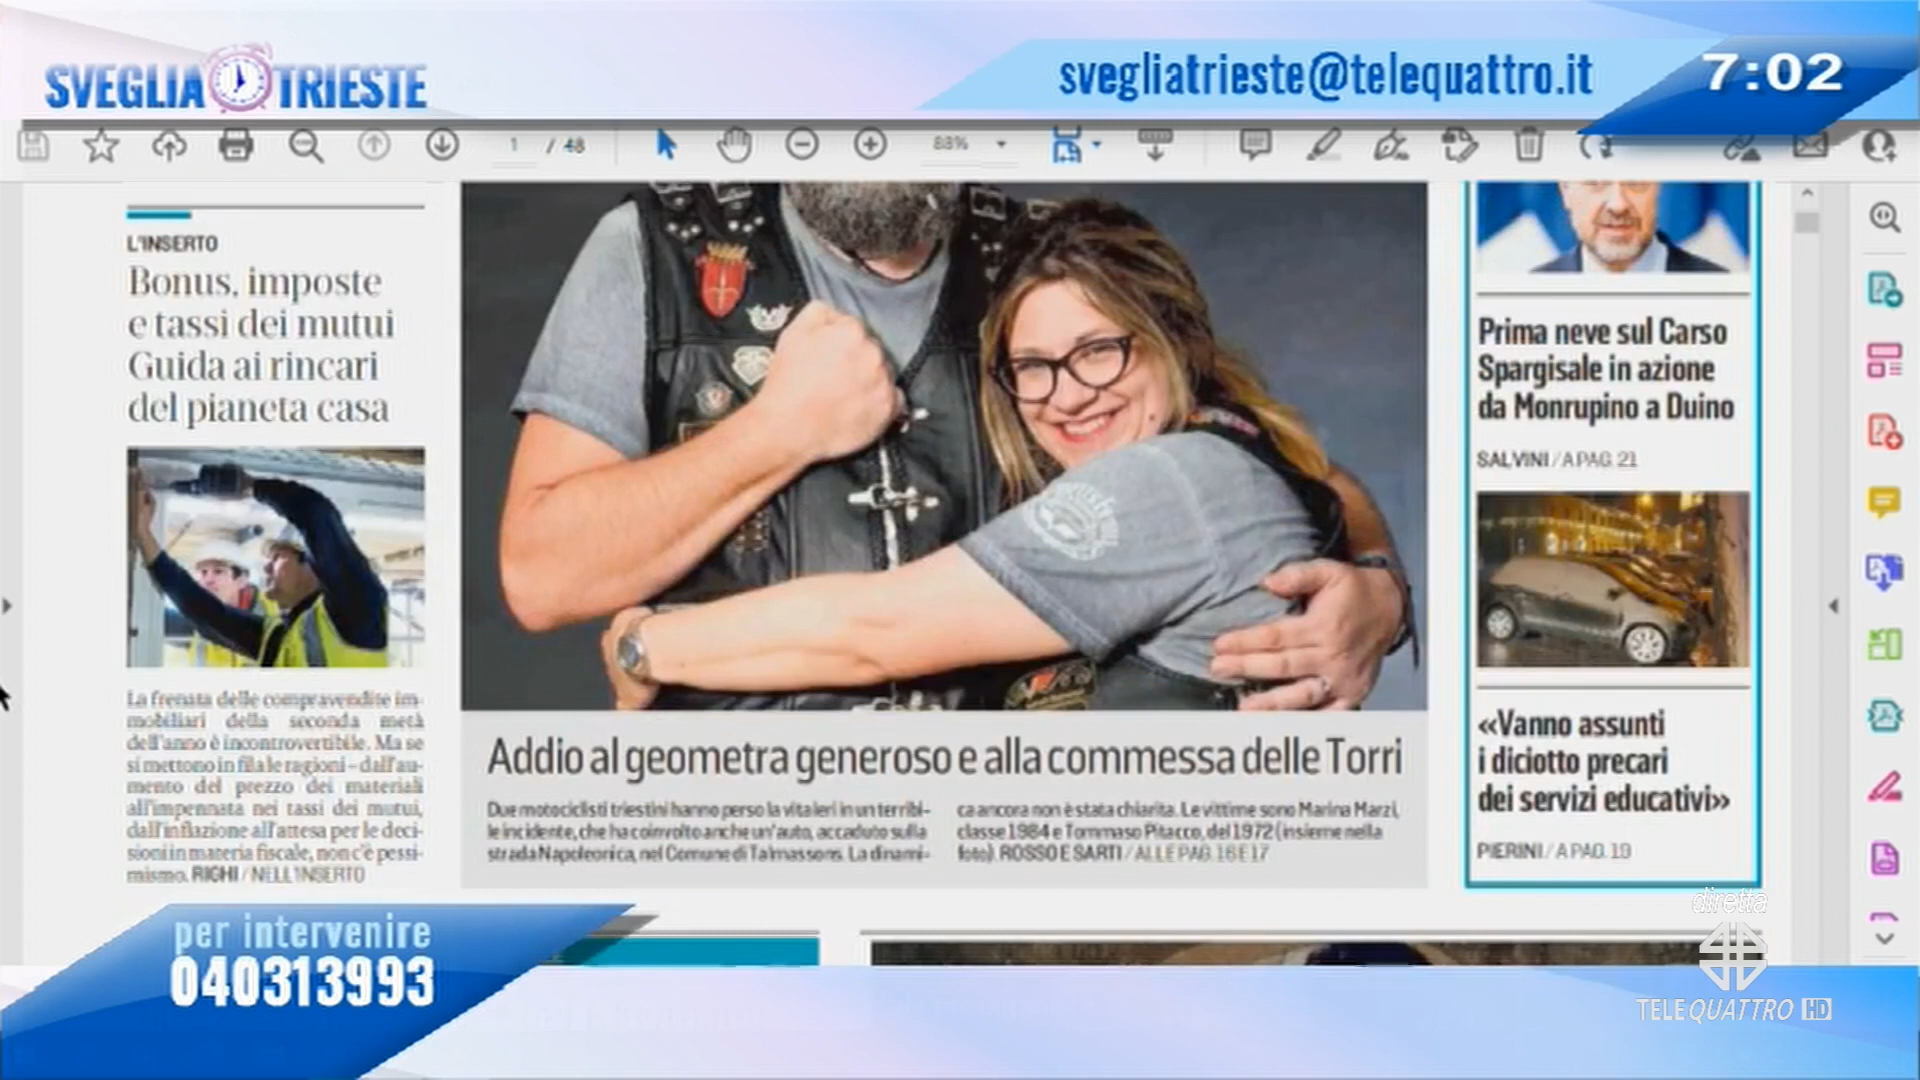 SVEGLIA TRIESTE
svegliatrieste@telequattro.it
7:02
1 / 48
88%
L'INSERTO
Bonus, imposte
e tassi dei mutui
Guida ai rincari
del pianeta casa
La frenata delle compravendite im-
mobiliari della seconda metà
dell'anno è incontrovertibile. Ma se
si mettono in fila le ragioni – dall'au-
mento del prezzo dei materiali
all'impennata nei tassi dei mutui,
dall'inflazione all'attesa per le deci-
sioni in materia fiscale, non c'è pessi-
mismo. RIGHI / NELL'INSERTO
Addio al geometra generoso e alla commessa delle Torri
Due motociclisti triestini hanno perso la vita ieri in un terribi-
le incidente, che ha coinvolto anche un'auto, accaduto sulla
strada Napoleonica, nel Comune di Talmassons. La dinami-
ca ancora non è stata chiarita. Le vittime sono Marina Marzi,
classe 1984 e Tommaso Pitacco, del 1972 (insieme nella
foto). ROSSO E SARTI / ALLE PAG. 16 E 17
Prima neve sul Carso
Spargisale in azione
da Monrupino a Duino
SALVINI / A PAG. 21
«Vanno assunti
i diciotto precari
dei servizi educativi»
PIERINI / A PAG. 19
per intervenire
040313993
diretta
TELEQUATTRO HD